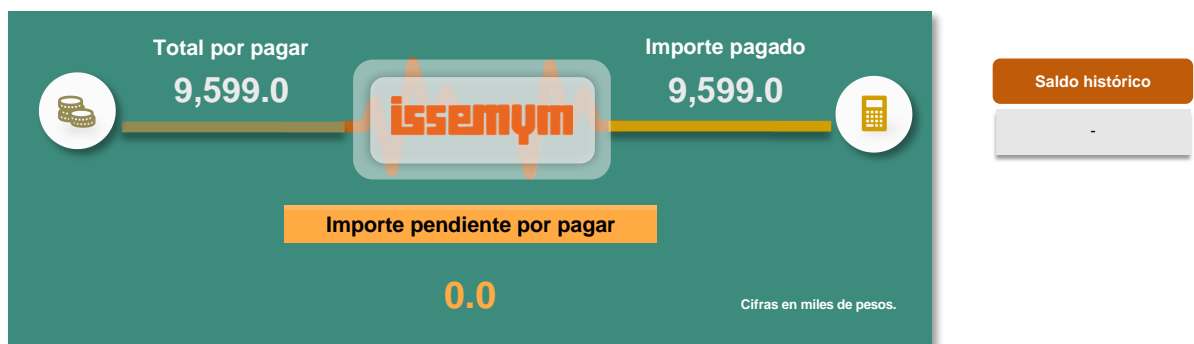 Total por pagar
9,599.0
issemym
Importe pagado
9,599.0
Importe pendiente por pagar
0.0
Cifras en miles de pesos.
Saldo histórico
-